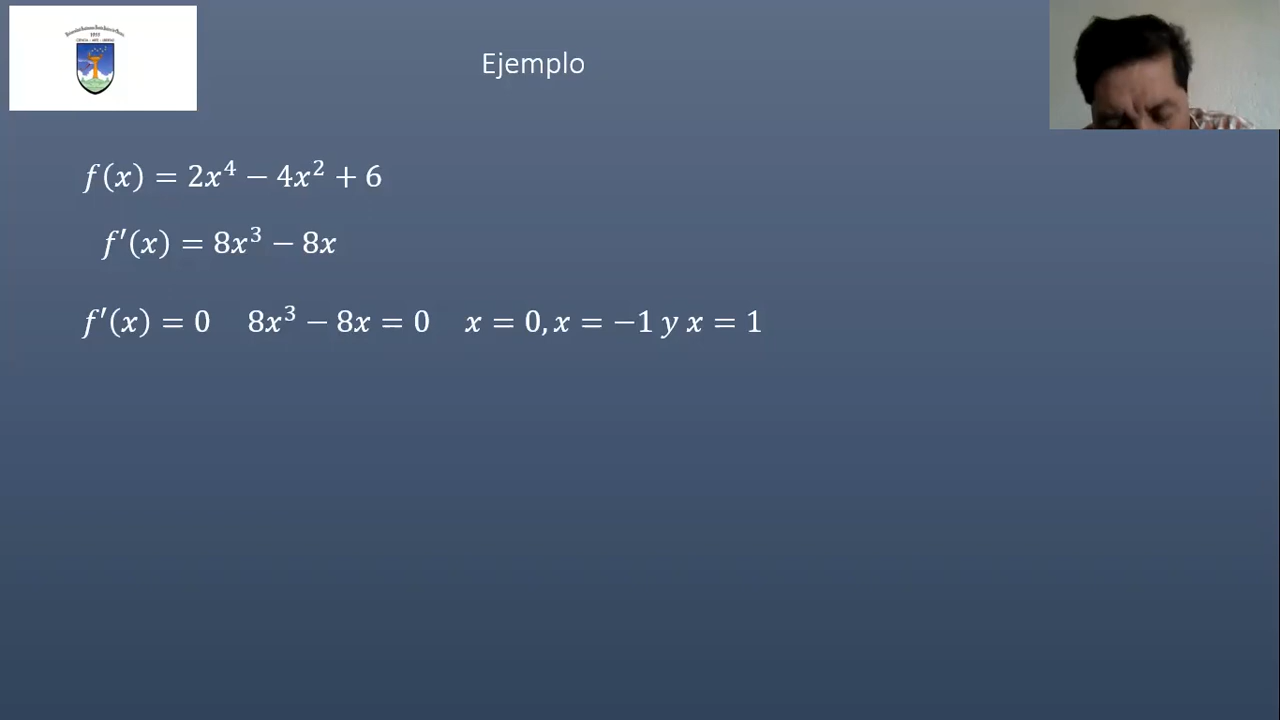 Ejemplo
f(x) = 2x⁴ − 4x² + 6
f′(x) = 8x³ − 8x
f′(x) = 0 8x³ − 8x = 0 x = 0, x = −1 y x = 1